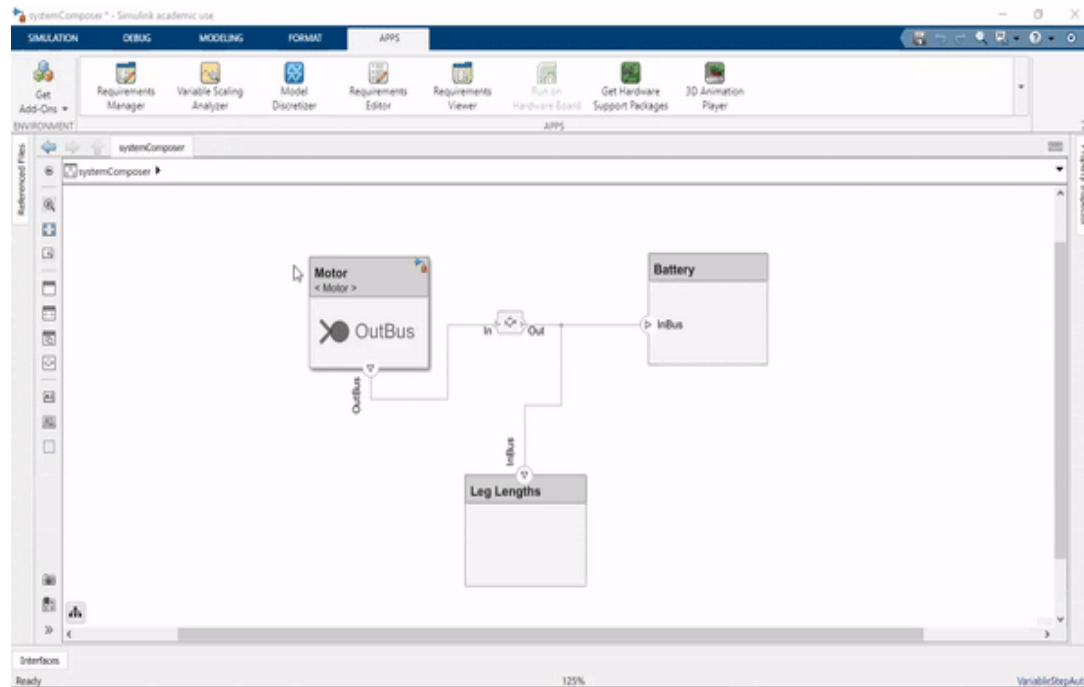 systemComposer * - Simulink academic use
SIMULATION DEBUG MODELING FORMAT APPS
Get Add-Ons
Requirements Manager
Variable Scaling Analyzer
Model Discretizer
Requirements Editor
Requirements Viewer
Run on Hardware Board
Get Hardware Support Packages
3D Animation Player
ENVIRONMENT APPS
Referenced Files
systemComposer
systemComposer
Motor
< Motor >
OutBus
OutBus
In
Out
Battery
InBus
InBus
Leg Lengths
Interfaces
Ready 125% VariableStepAut